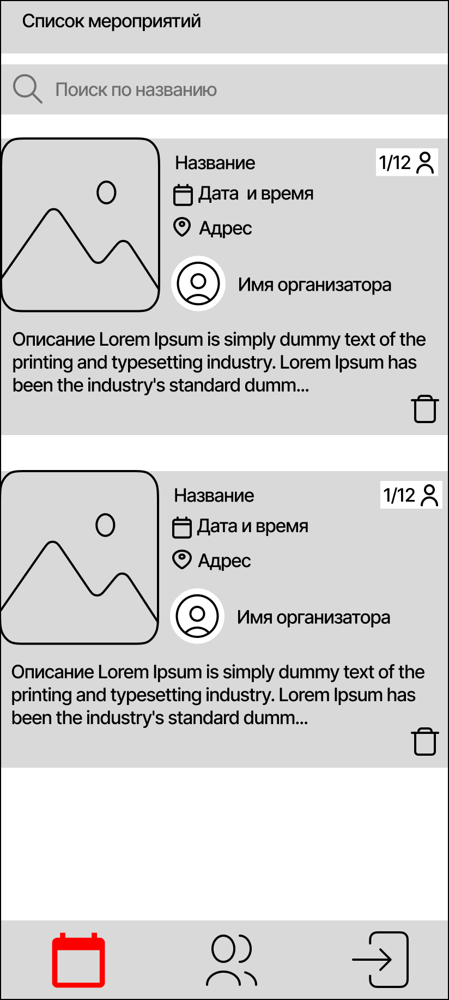 Список мероприятий
Поиск по названию
Название
1/12
Дата  и время
Адрес
Имя организатора
Описание Lorem Ipsum is simply dummy text of the
printing and typesetting industry. Lorem Ipsum has
been the industry's standard dumm...
Название
1/12
Дата и время
Адрес
Имя организатора
Описание Lorem Ipsum is simply dummy text of the
printing and typesetting industry. Lorem Ipsum has
been the industry's standard dumm...